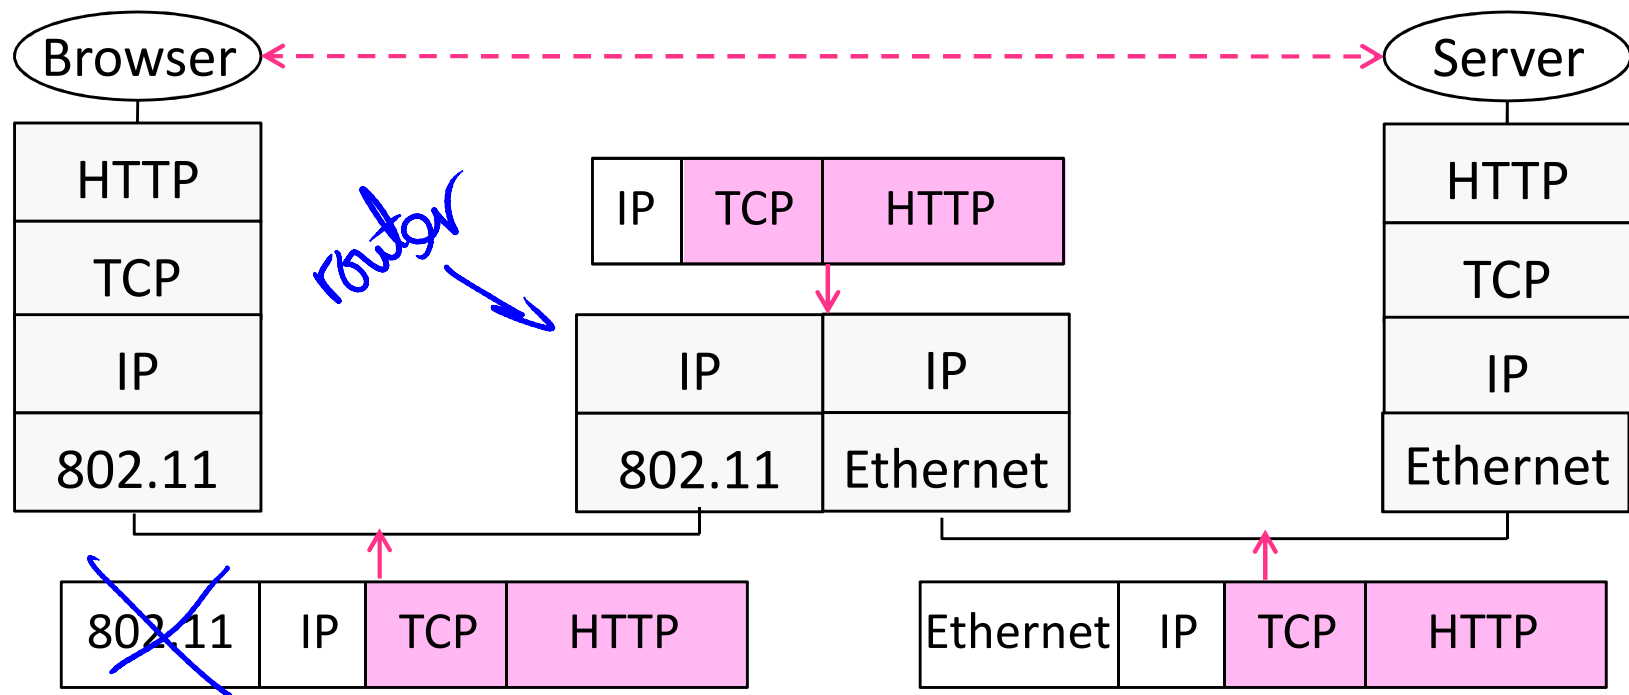 Browser
Server
HTTP
TCP
IP
802.11
router
IP TCP HTTP
IP IP
802.11 Ethernet
HTTP
TCP
IP
Ethernet
802.11 IP TCP HTTP
Ethernet IP TCP HTTP